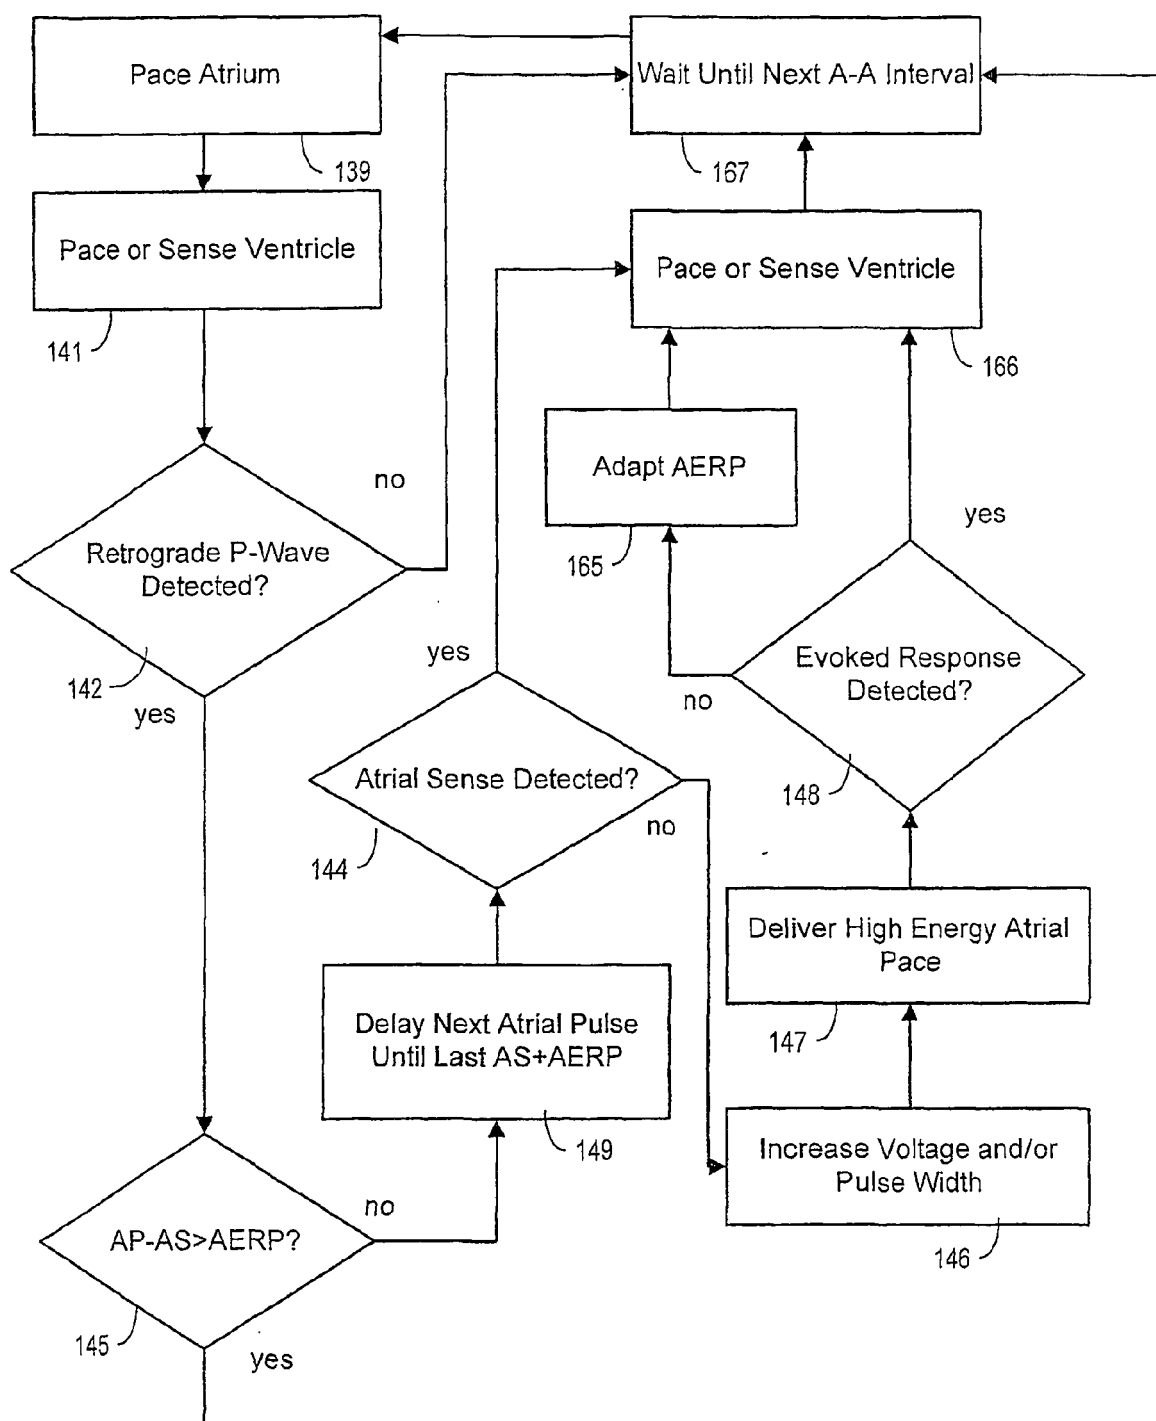 Pace Atrium
139
Wait Until Next A-A Interval
167
Pace or Sense Ventricle
141
Pace or Sense Ventricle
166
Adapt AERP
165
no
Retrograde P-Wave
Detected?
142
yes
yes
Evoked Response
Detected?
148
no
yes
Atrial Sense Detected?
144
no
Deliver High Energy Atrial
Pace
147
Delay Next Atrial Pulse
Until Last AS+AERP
149
Increase Voltage and/or
Pulse Width
146
AP-AS>AERP?
145
no
yes